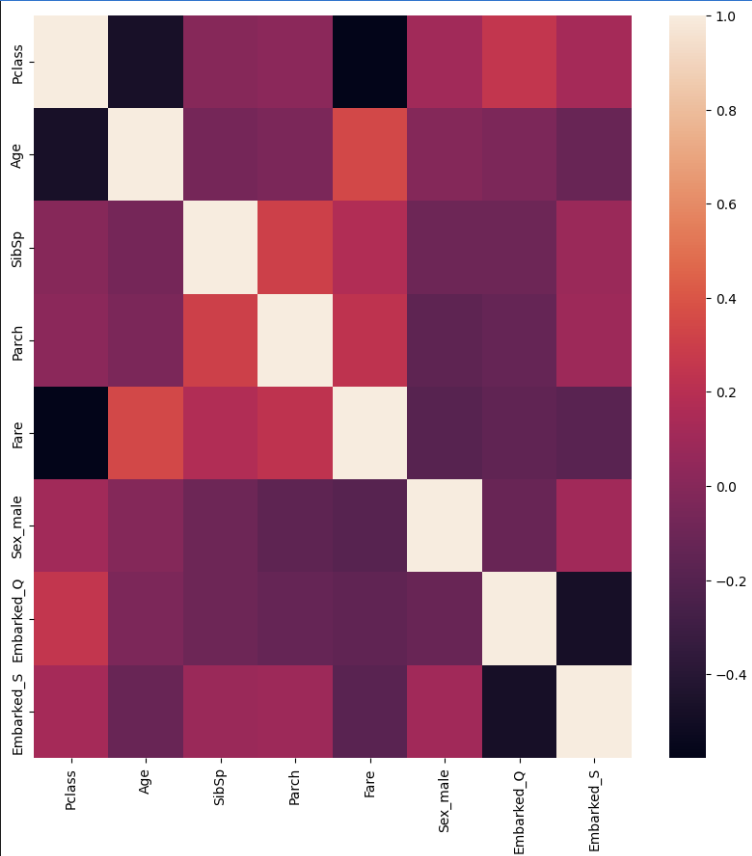 Pclass
Age
SibSp
Parch
Fare
Sex_male
Embarked_Q
Embarked_S
Pclass
Age
SibSp
Parch
Fare
Sex_male
Embarked_Q
Embarked_S
1.0
0.8
0.6
0.4
0.2
0.0
−0.2
−0.4